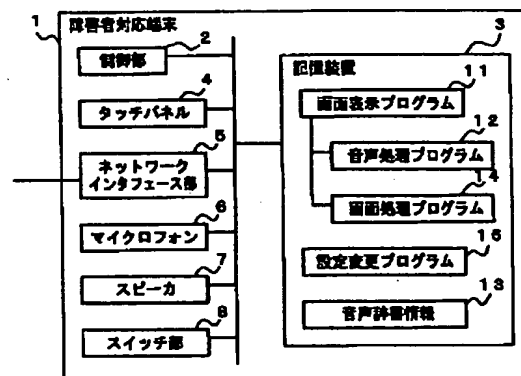 1
障害者対応端末
2
制御部
4
タッチパネル
5
ネットワーク
インタフェース部
6
マイクロフォン
7
スピーカ
8
スイッチ部
3
記憶装置
11
画面表示プログラム
12
音声処理プログラム
14
画面処理プログラム
15
設定変更プログラム
13
音声辞書情報